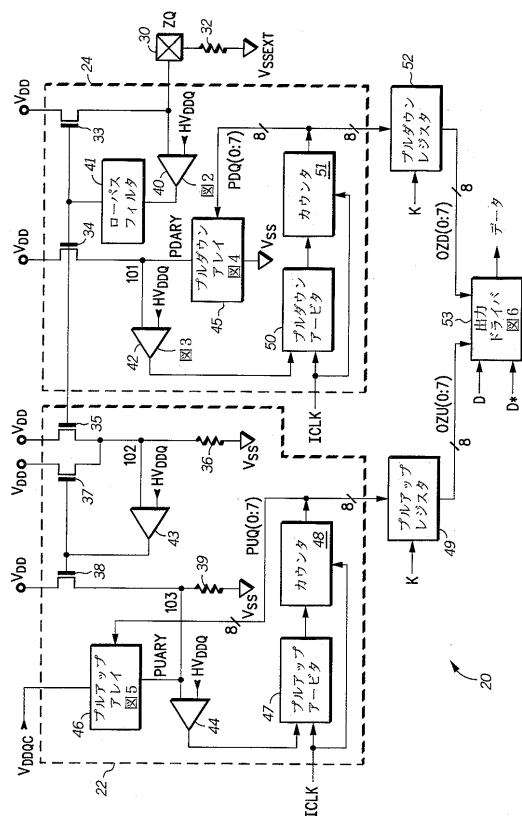 VDD
VDD
VDD
VDD
VDD
VDDQC
22
24
20
30
ZQ
32
VSSEXT
33
34
35
36
37
38
39
ローパス
フィルタ
41
40
HVDDQ
図2
101
PDARY
プルダウン
アレイ
図4
45
VSS
PDQ(0:7)
8
42
HVDDQ
図3
プルダウン
アービタ
50
カウンタ
51
8
ICLK
102
VSS
HVDDQ
43
103
VSS
プルアップ
アレイ
図5
46
PUARY
8
44
HVDDQ
PUQ(0:7)
プルアップ
アービタ
47
カウンタ
48
8
ICLK
プルダウン
レジスタ
52
K
8
OZD(0:7)
プルアップ
レジスタ
49
K
8
OZU(0:7)
53
出力
ドライバ
図6
D
D*
データ